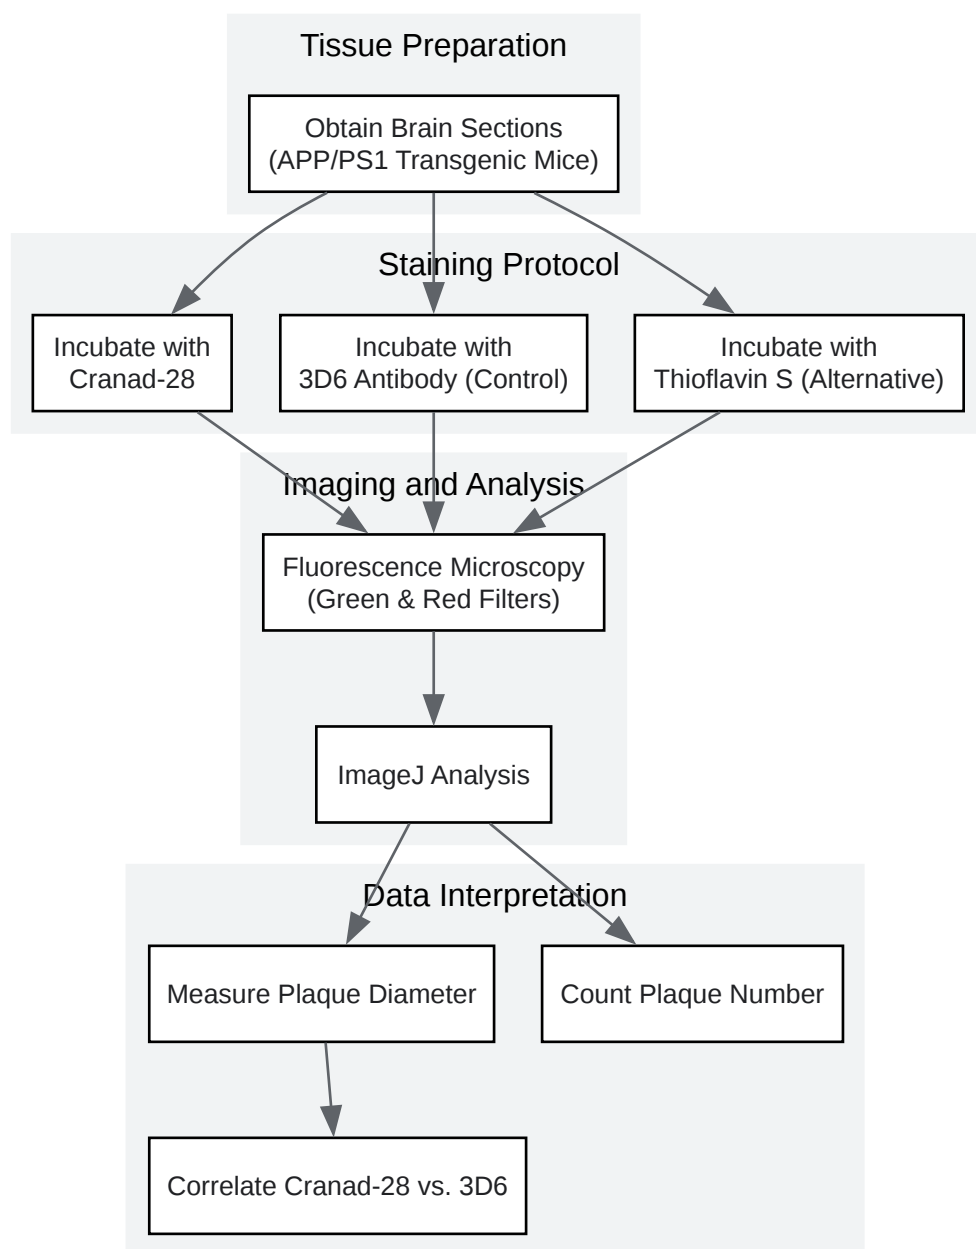 Tissue Preparation
Obtain Brain Sections
(APP/PS1 Transgenic Mice)
Staining Protocol
Incubate with
Cranad-28
Incubate with
3D6 Antibody (Control)
Incubate with
Thioflavin S (Alternative)
Imaging and Analysis
Fluorescence Microscopy
(Green & Red Filters)
ImageJ Analysis
Data Interpretation
Measure Plaque Diameter
Count Plaque Number
Correlate Cranad-28 vs. 3D6